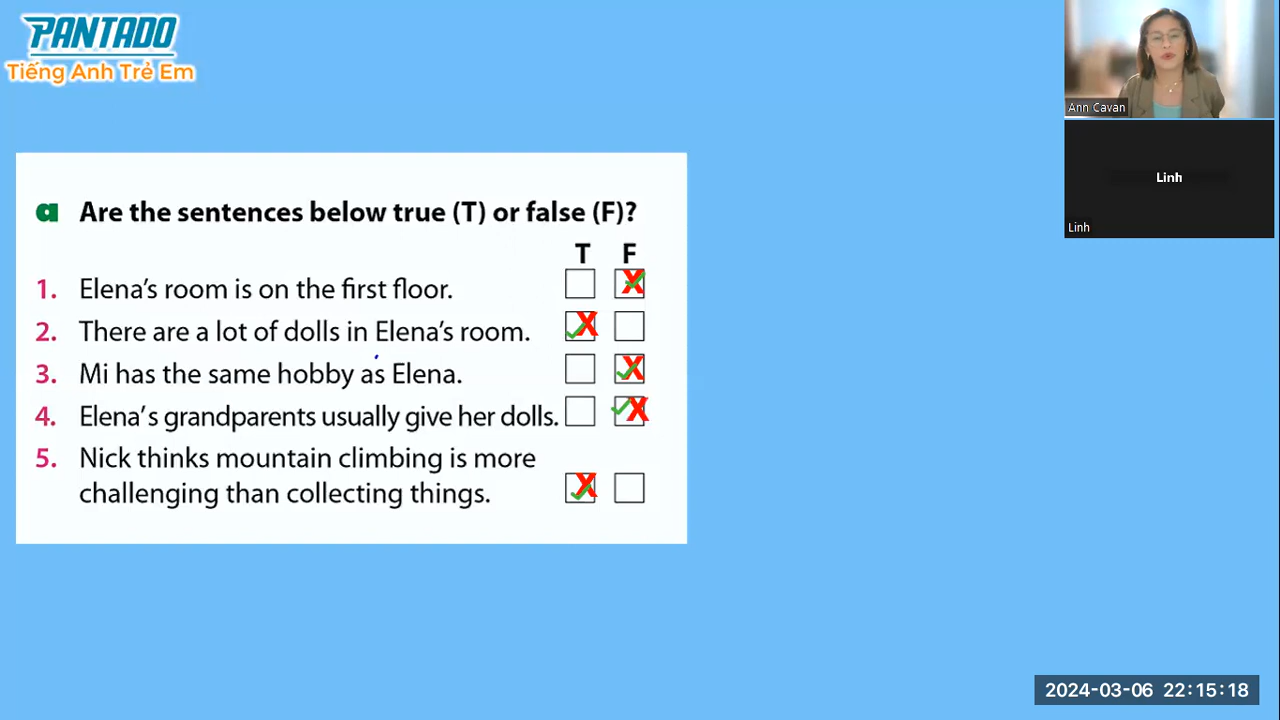 PANTADO
Tiếng Anh Trẻ Em
Ann Cavan
Linh
Linh
a Are the sentences below true (T) or false (F)?
T F
1. Elena's room is on the first floor. X
2. There are a lot of dolls in Elena's room. X
3. Mi has the same hobby as Elena. X
4. Elena's grandparents usually give her dolls. X
5. Nick thinks mountain climbing is more
challenging than collecting things. X
2024-03-06 22:15:18